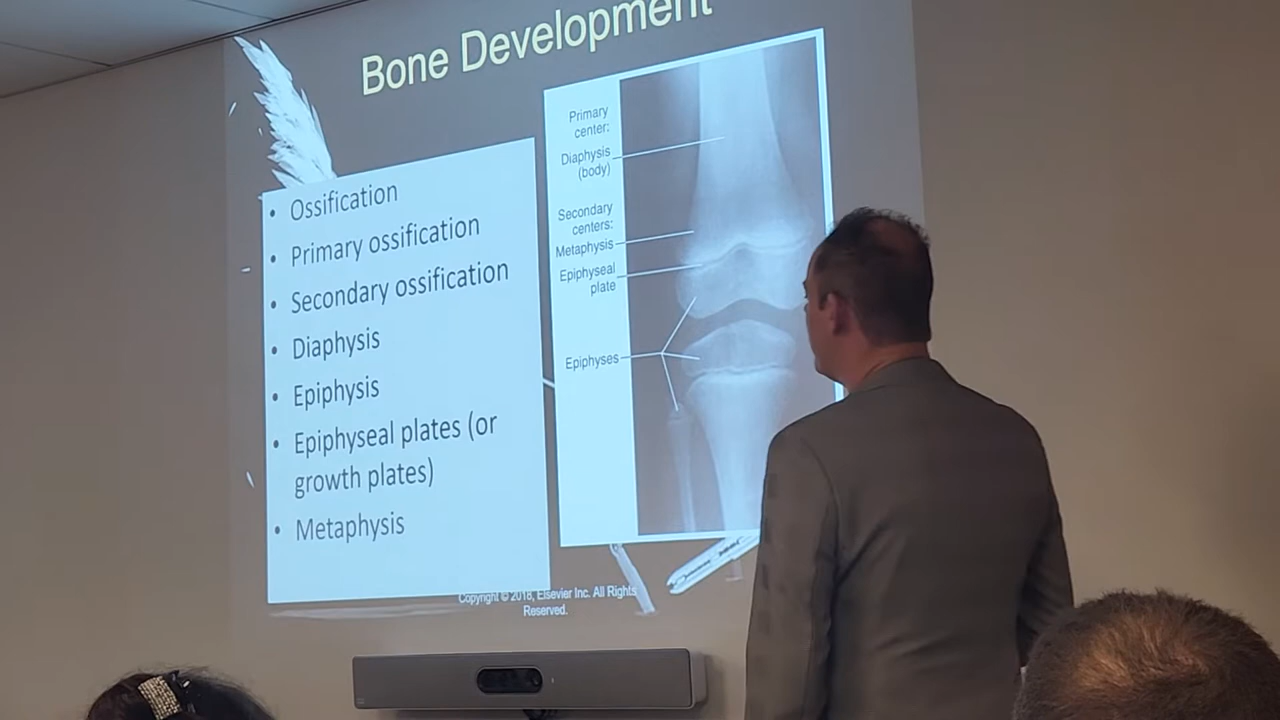 Bone Development
• Ossification
• Primary ossification
• Secondary ossification
• Diaphysis
• Epiphysis
• Epiphyseal plates (or
growth plates)
• Metaphysis
Primary
center:
Diaphysis
(body)
Secondary
centers:
Metaphysis
Epiphyseal
plate
Epiphyses
Copyright © 2018, Elsevier Inc. All Rights
Reserved.